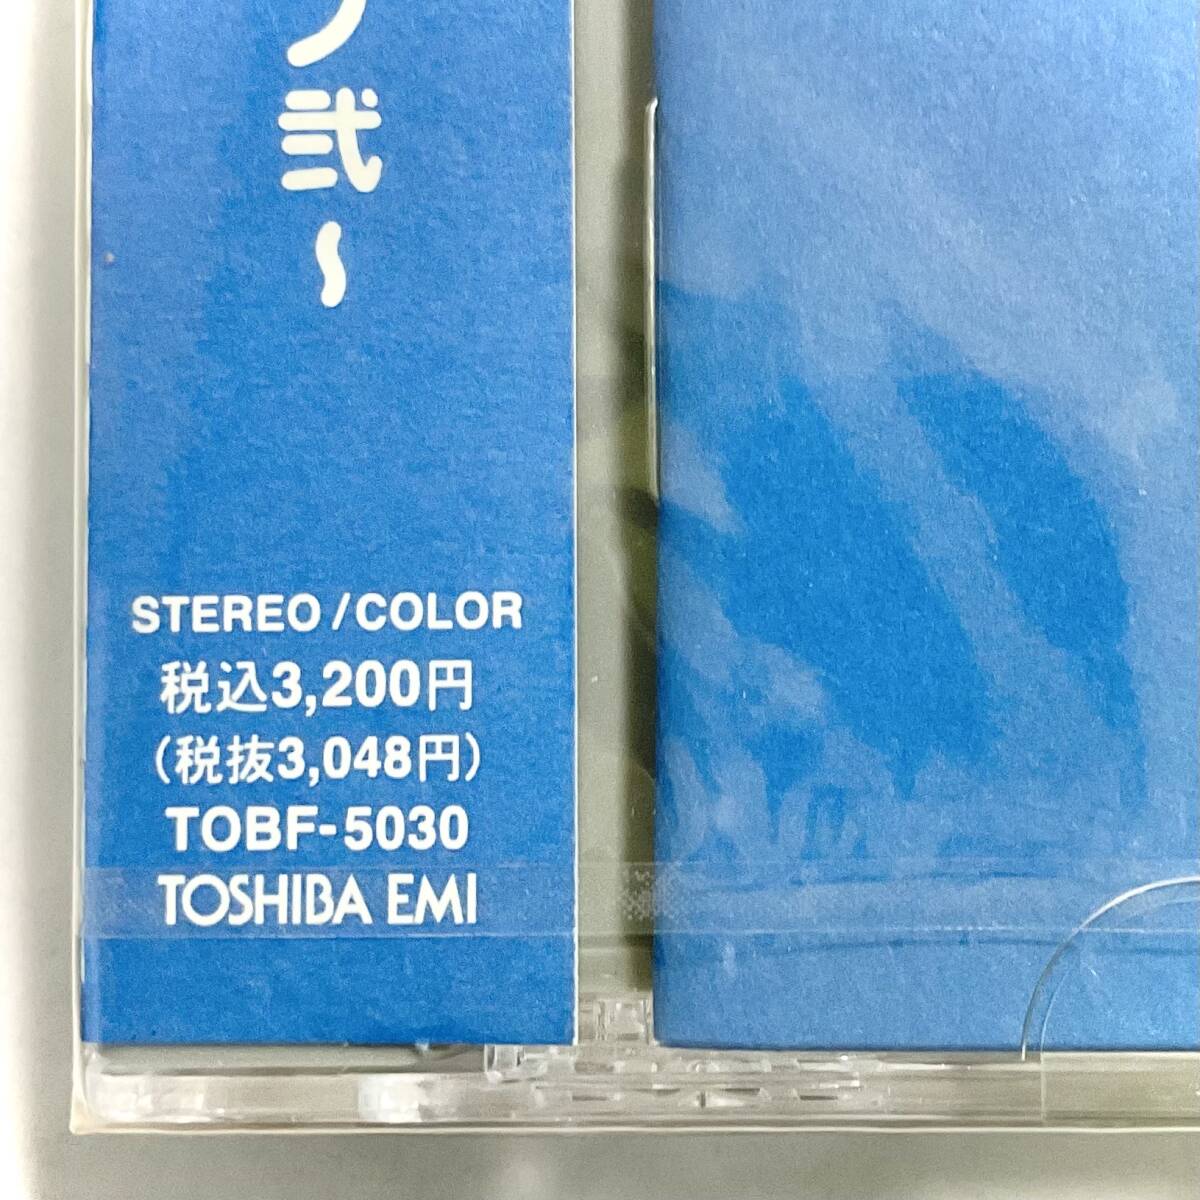 ノ弐〜
STEREO/COLOR
税込3,200円
(税抜3,048円)
TOBF-5030
TOSHIBA EMI